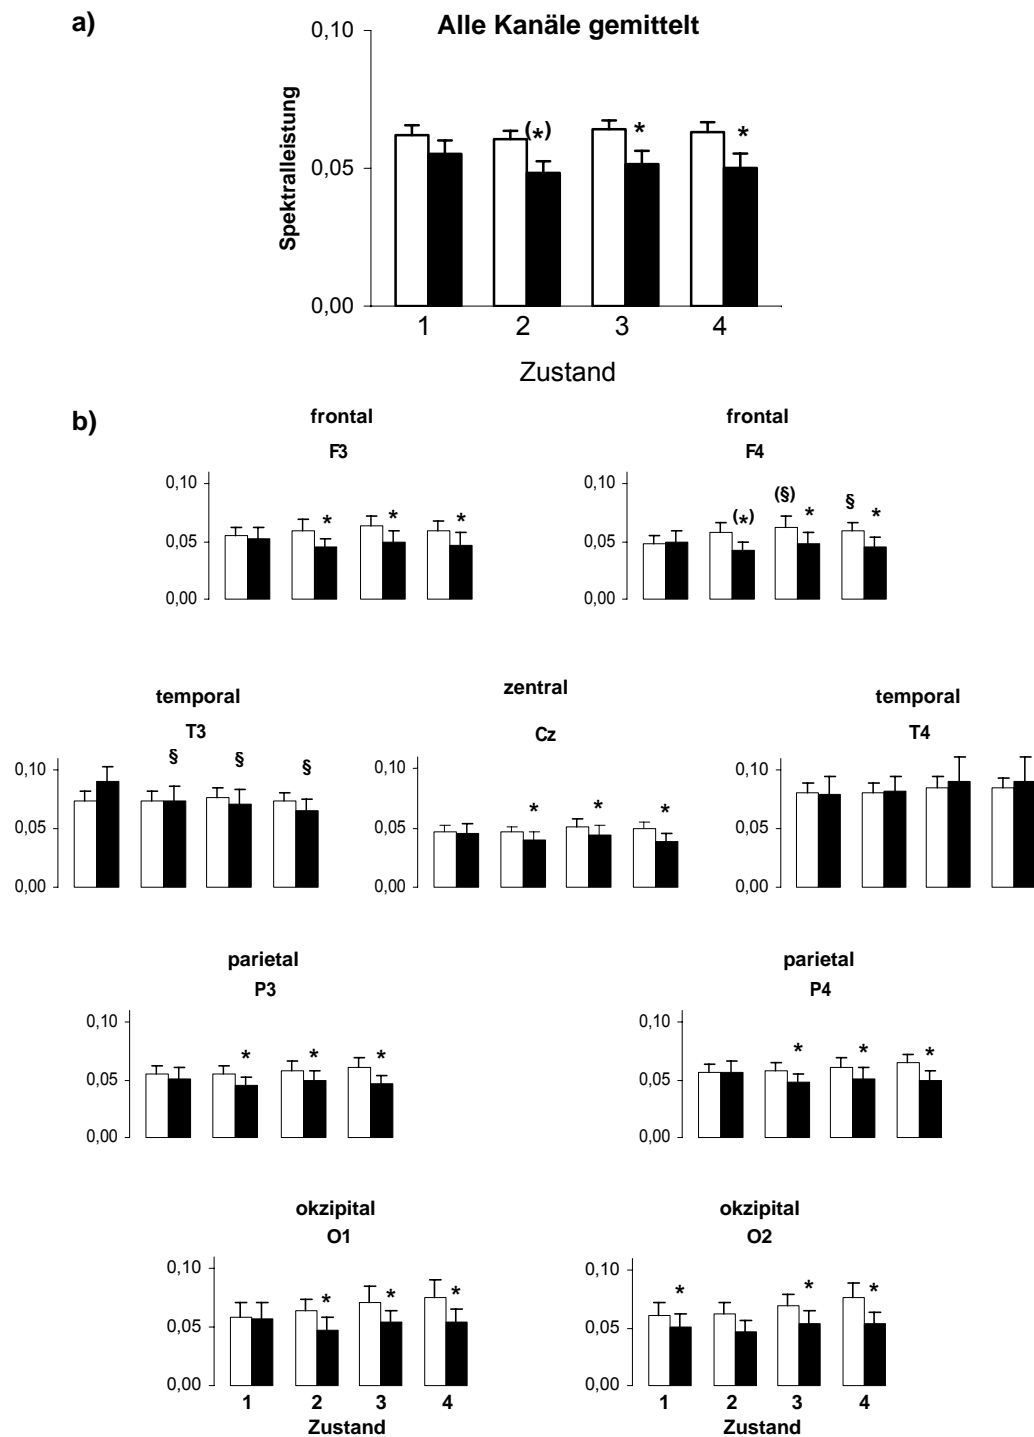 a)
Alle Kanäle gemittelt
0,10
Spektralleistung
(*) * *
0,05
0,00
1 2 3 4
Zustand
b)
frontal frontal
F3 F4
0,10 * * *
0,05
0,00
0,10 (*) (§) * § *
0,05
0,00
temporal zentral temporal
T3 Cz T4
0,10 § § §
0,05
0,00
0,10 * * *
0,05
0,00
0,10
0,05
0,00
parietal parietal
P3 P4
0,10 * * *
0,05
0,00
0,10 * * *
0,05
0,00
okzipital okzipital
O1 O2
0,10 * * *
0,05
0,00
1 2 3 4
Zustand
0,10 * * *
0,05
0,00
1 2 3 4
Zustand